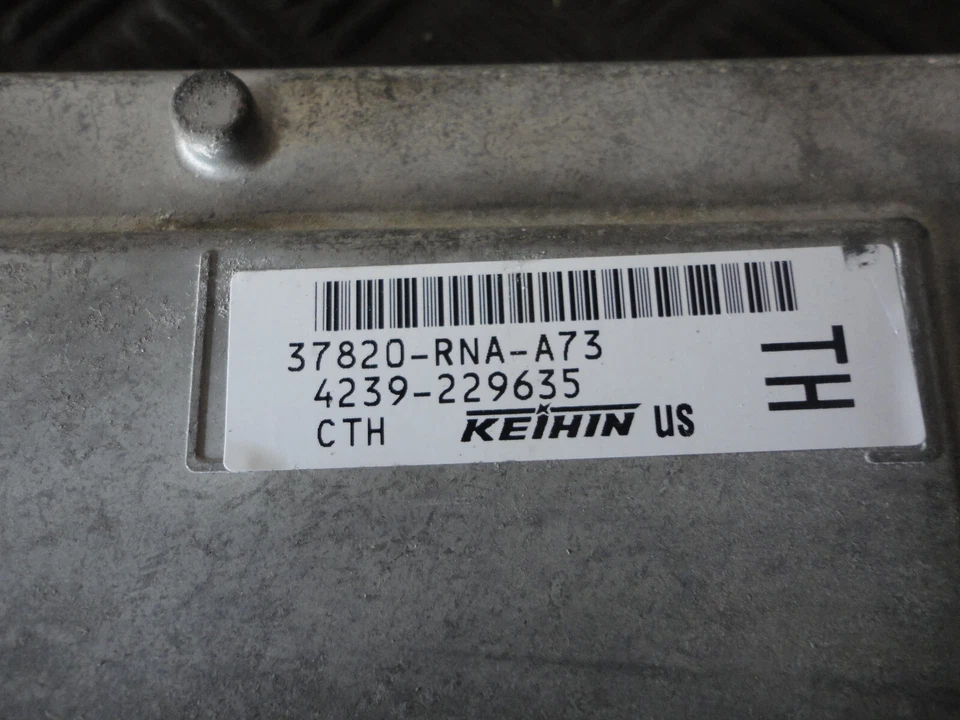 37820-RNA-A73
4239-229635
CTH KEIHIN US
TH